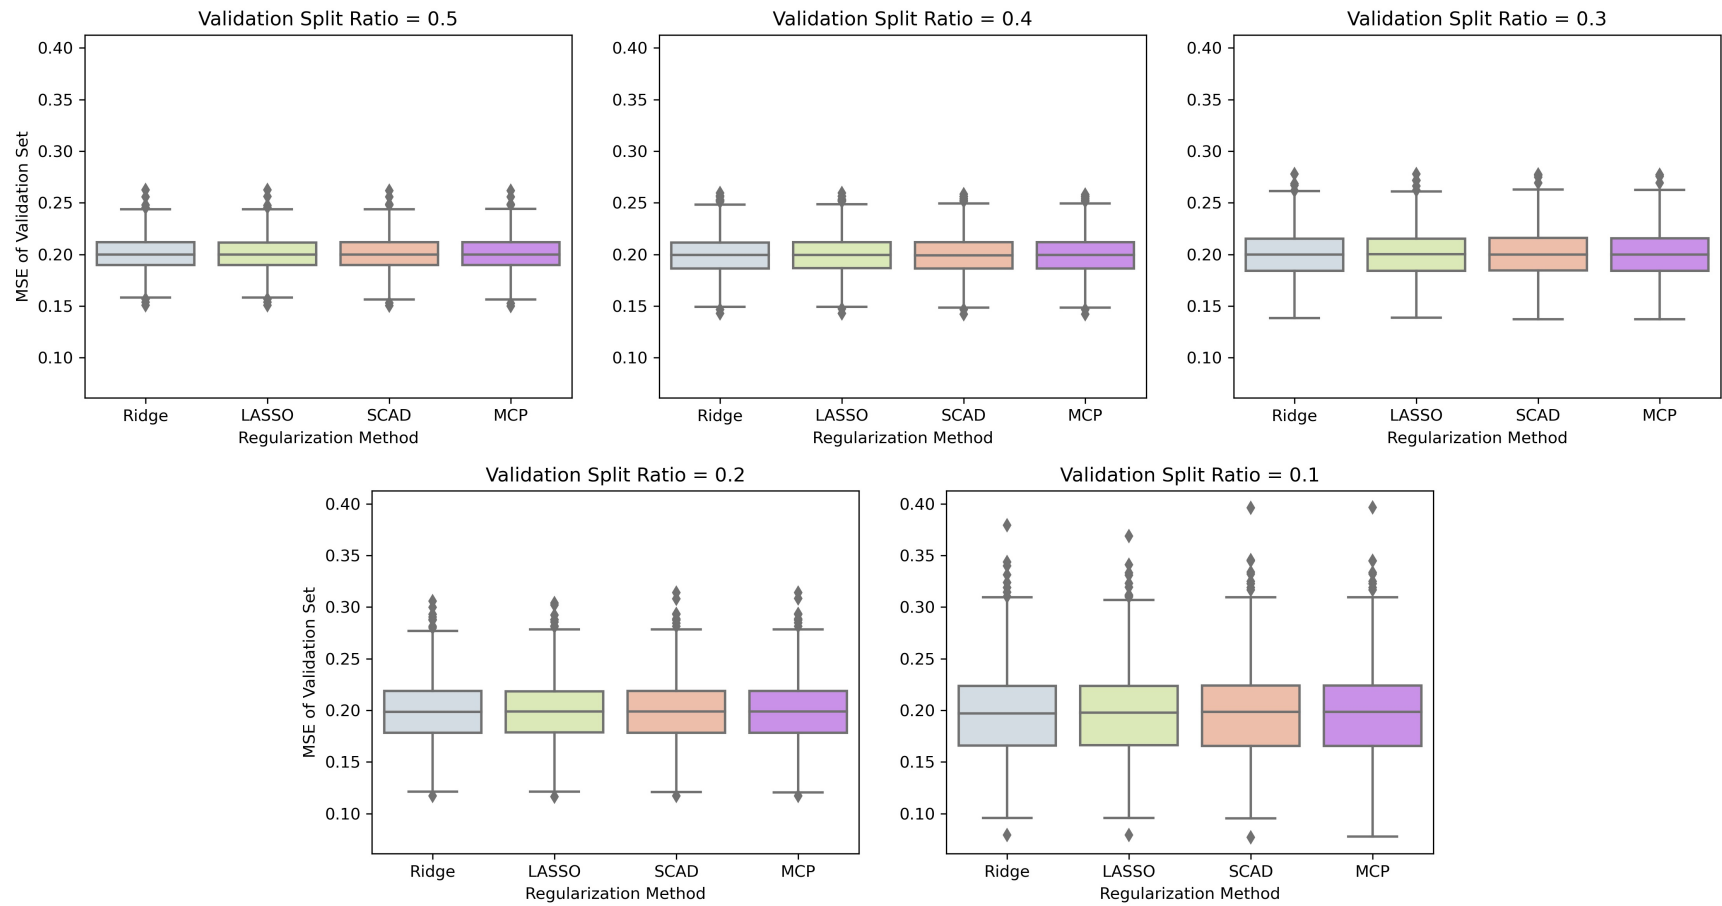 Validation Split Ratio = 0.5
Validation Split Ratio = 0.4
Validation Split Ratio = 0.3
MSE of Validation Set
0.40
0.35
0.30
0.25
0.20
0.15
0.10
Ridge LASSO SCAD MCP
Regularization Method
0.40
0.35
0.30
0.25
0.20
0.15
0.10
Ridge LASSO SCAD MCP
Regularization Method
0.40
0.35
0.30
0.25
0.20
0.15
0.10
Ridge LASSO SCAD MCP
Regularization Method
Validation Split Ratio = 0.2
Validation Split Ratio = 0.1
MSE of Validation Set
0.40
0.35
0.30
0.25
0.20
0.15
0.10
Ridge LASSO SCAD MCP
Regularization Method
0.40
0.35
0.30
0.25
0.20
0.15
0.10
Ridge LASSO SCAD MCP
Regularization Method